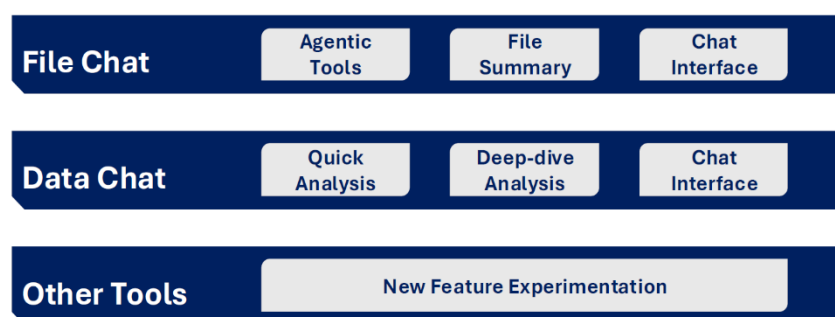 File Chat
Agentic
Tools
File
Summary
Chat
Interface
Data Chat
Quick
Analysis
Deep-dive
Analysis
Chat
Interface
Other Tools
New Feature Experimentation